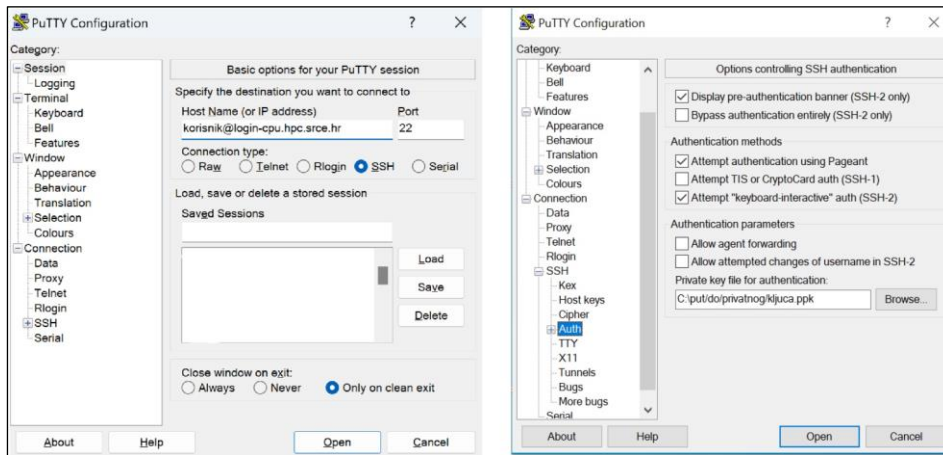 PuTTY Configuration
Category:
Session
Logging
Terminal
Keyboard
Bell
Features
Window
Appearance
Behaviour
Translation
Selection
Colours
Connection
Data
Proxy
Telnet
Rlogin
SSH
Serial
Basic options for your PuTTY session
Specify the destination you want to connect to
Host Name (or IP address) Port
korisnik@login-cpu.hpc.srce.hr 22
Connection type:
Raw Telnet Rlogin SSH Serial
Load, save or delete a stored session
Saved Sessions
Load
Save
Delete
Close window on exit:
Always Never Only on clean exit
About Help Open Cancel
PuTTY Configuration
Category:
Keyboard
Bell
Features
Window
Appearance
Behaviour
Translation
Selection
Colours
Connection
Data
Proxy
Telnet
Rlogin
SSH
Kex
Host keys
Cipher
Auth
TTY
X11
Tunnels
Bugs
More bugs
Serial
Options controlling SSH authentication
Display pre-authentication banner (SSH-2 only)
Bypass authentication entirely (SSH-2 only)
Authentication methods
Attempt authentication using Pageant
Attempt TIS or CryptoCard auth (SSH-1)
Attempt "keyboard-interactive" auth (SSH-2)
Authentication parameters
Allow agent forwarding
Allow attempted changes of username in SSH-2
Private key file for authentication:
C:\put/do/privatnog/kljuca.ppk Browse...
About Help Open Cancel